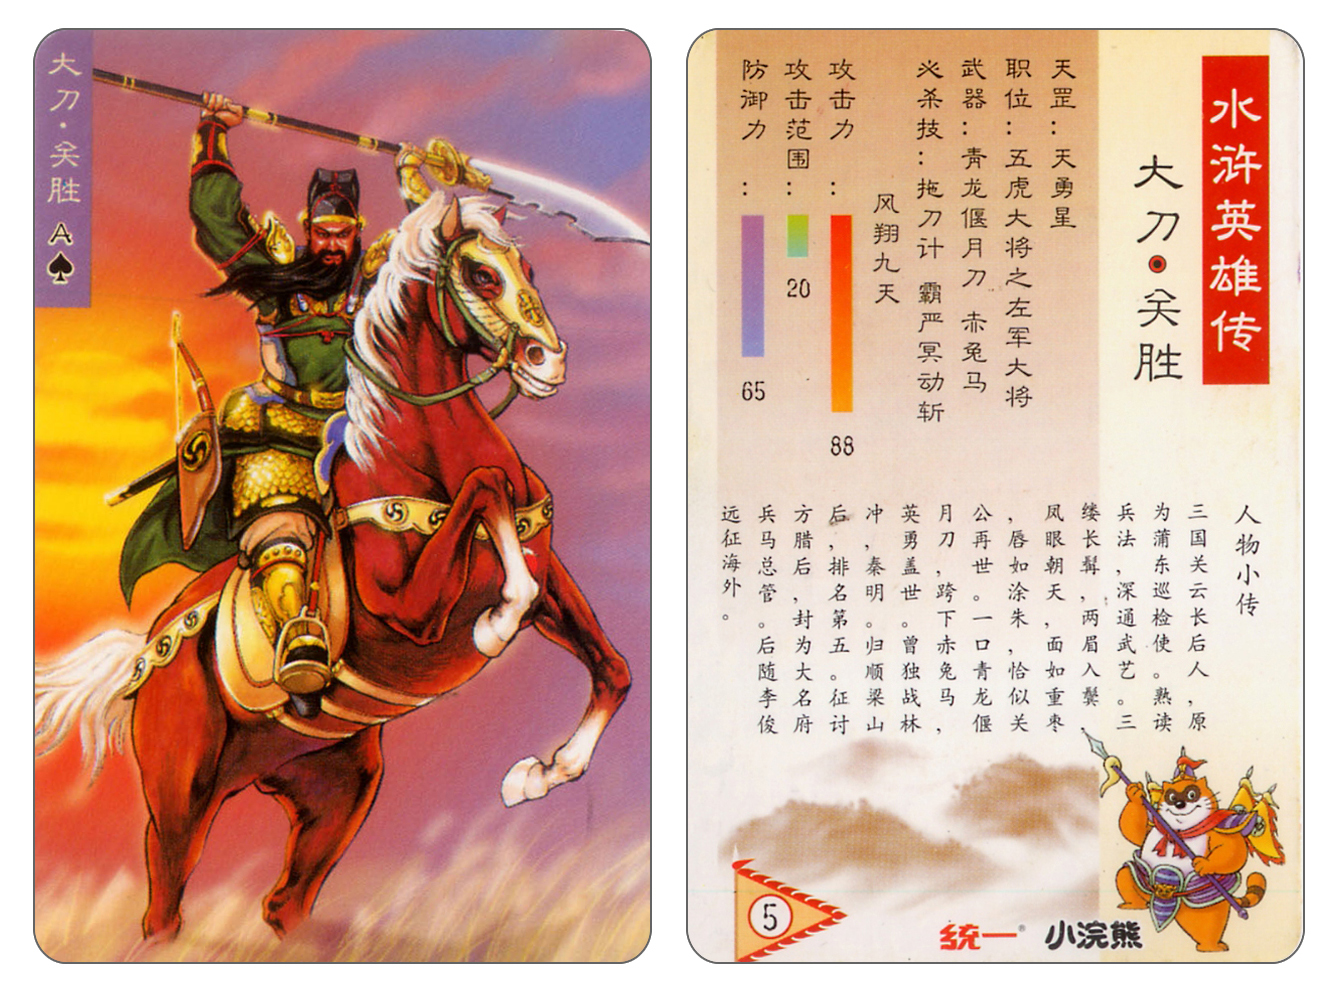 大刀·关胜
A
水浒英雄传
大刀·关胜
天罡：天勇星
职位：五虎大将之左军大将
武器：青龙偃月刀 赤兔马
必杀技：拖刀计 霸严冥动斩
风翔九天
攻击力：
88
攻击范围：
20
防御力：
65
人物小传
三国关云长后人，原
为蒲东巡检使。熟读
兵法，深通武艺。三
缕长髯，两眉入鬓，
凤眼朝天，面如重枣
，唇如涂朱，恰似关
公再世。一口青龙偃
月刀，跨下赤兔马，
英勇盖世。曾独战林
冲，秦明。归顺梁山
后，排名第五。征讨
方腊后，封为大名府
兵马总管。后随李俊
远征海外。
5
统一® 小浣熊